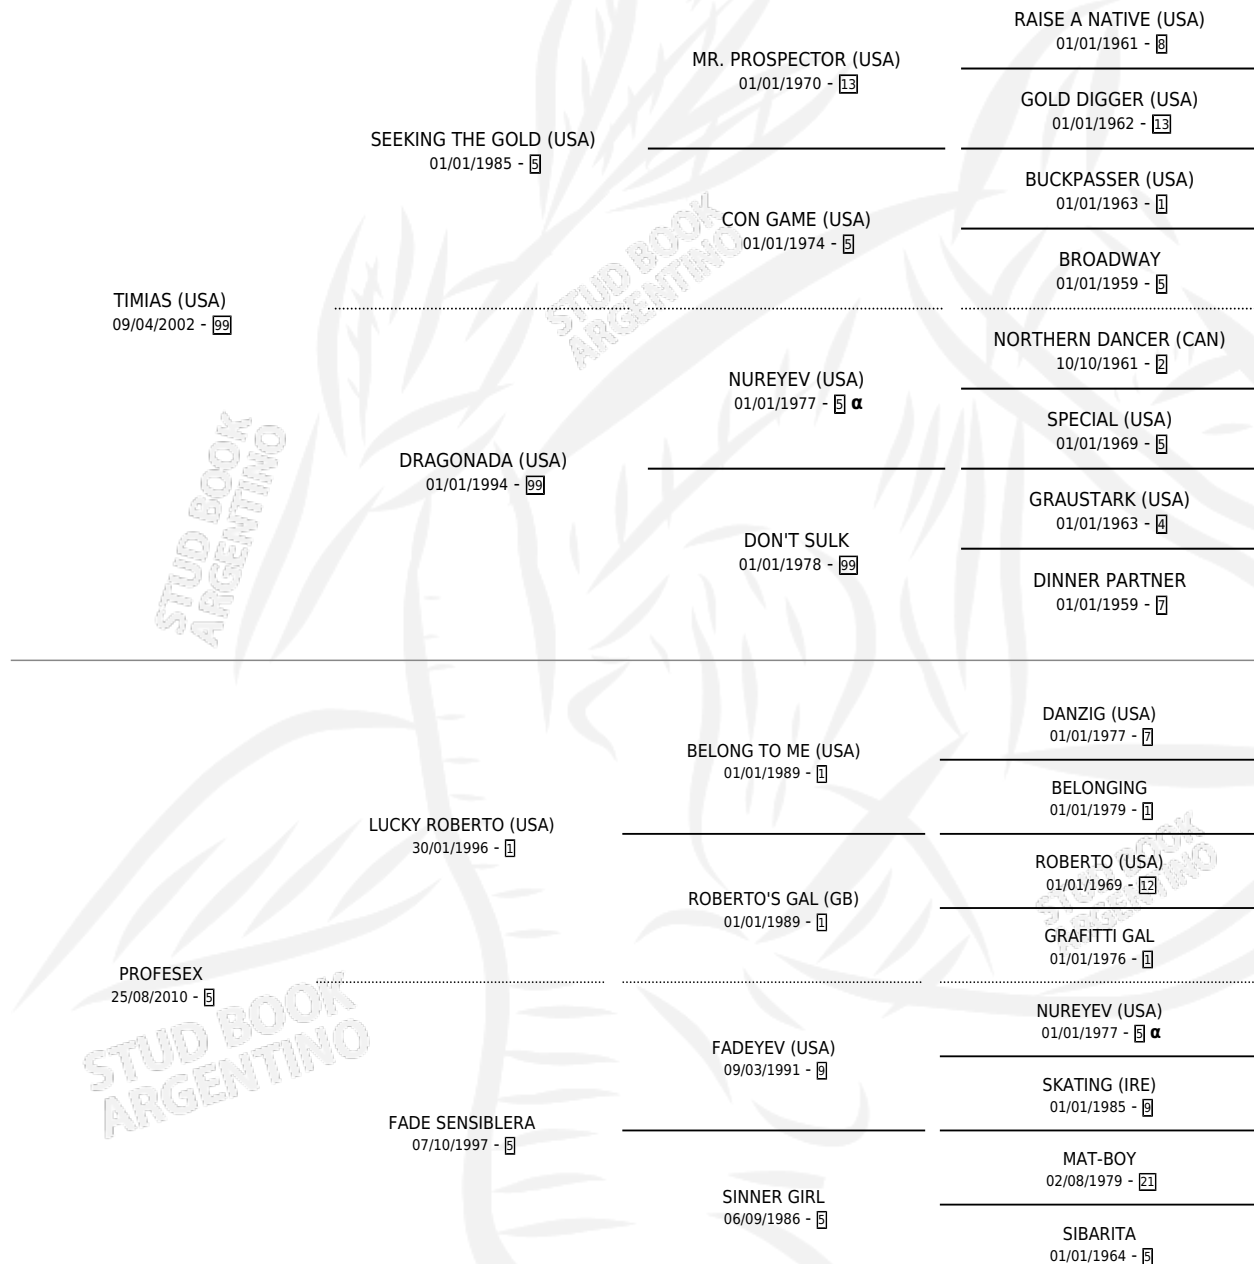 RAISE A NATIVE (USA)
01/01/1961 - 8
MR. PROSPECTOR (USA)
01/01/1970 - 13
GOLD DIGGER (USA)
01/01/1962 - 13
SEEKING THE GOLD (USA)
01/01/1985 - 5
BUCKPASSER (USA)
01/01/1963 - 1
CON GAME (USA)
01/01/1974 - 5
BROADWAY
01/01/1959 - 5
TIMIAS (USA)
09/04/2002 - 99
NORTHERN DANCER (CAN)
10/10/1961 - 2
NUREYEV (USA)
01/01/1977 - 5 α
SPECIAL (USA)
01/01/1969 - 5
DRAGONADA (USA)
01/01/1994 - 99
GRAUSTARK (USA)
01/01/1963 - 4
DON'T SULK
01/01/1978 - 99
DINNER PARTNER
01/01/1959 - 7
DANZIG (USA)
01/01/1977 - 7
BELONG TO ME (USA)
01/01/1989 - 1
BELONGING
01/01/1979 - 1
LUCKY ROBERTO (USA)
30/01/1996 - 1
ROBERTO (USA)
01/01/1969 - 12
ROBERTO'S GAL (GB)
01/01/1989 - 1
GRAFITTI GAL
01/01/1976 - 1
PROFESEX
25/08/2010 - 5
NUREYEV (USA)
01/01/1977 - 5 α
FADEYEV (USA)
09/03/1991 - 9
SKATING (IRE)
01/01/1985 - 9
FADE SENSIBLERA
07/10/1997 - 5
MAT-BOY
02/08/1979 - 21
SINNER GIRL
06/09/1986 - 5
SIBARITA
01/01/1964 - 5
STUD BOOK
ARGENTINO
STUD BOOK
ARGENTINO
STUD BOOK
ARGENTINO
STUD BOOK
ARGENTINO